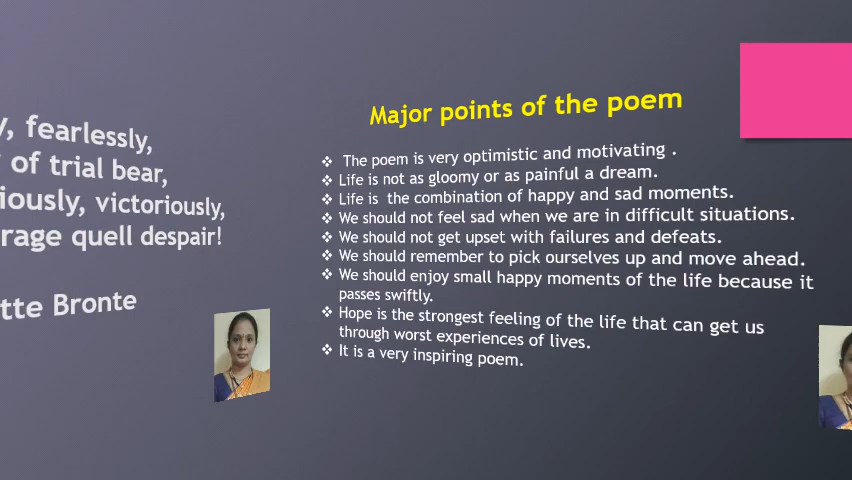 y, fearlessly,
of trial bear,
iously, victoriously,
rage quell despair!
tte Bronte
Major points of the poem
❖ The poem is very optimistic and motivating .
❖ Life is not as gloomy or as painful a dream.
❖ Life is the combination of happy and sad moments.
❖ We should not feel sad when we are in difficult situations.
❖ We should not get upset with failures and defeats.
❖ We should remember to pick ourselves up and move ahead.
❖ We should enjoy small happy moments of the life because it
passes swiftly.
❖ Hope is the strongest feeling of the life that can get us
through worst experiences of lives.
❖ It is a very inspiring poem.